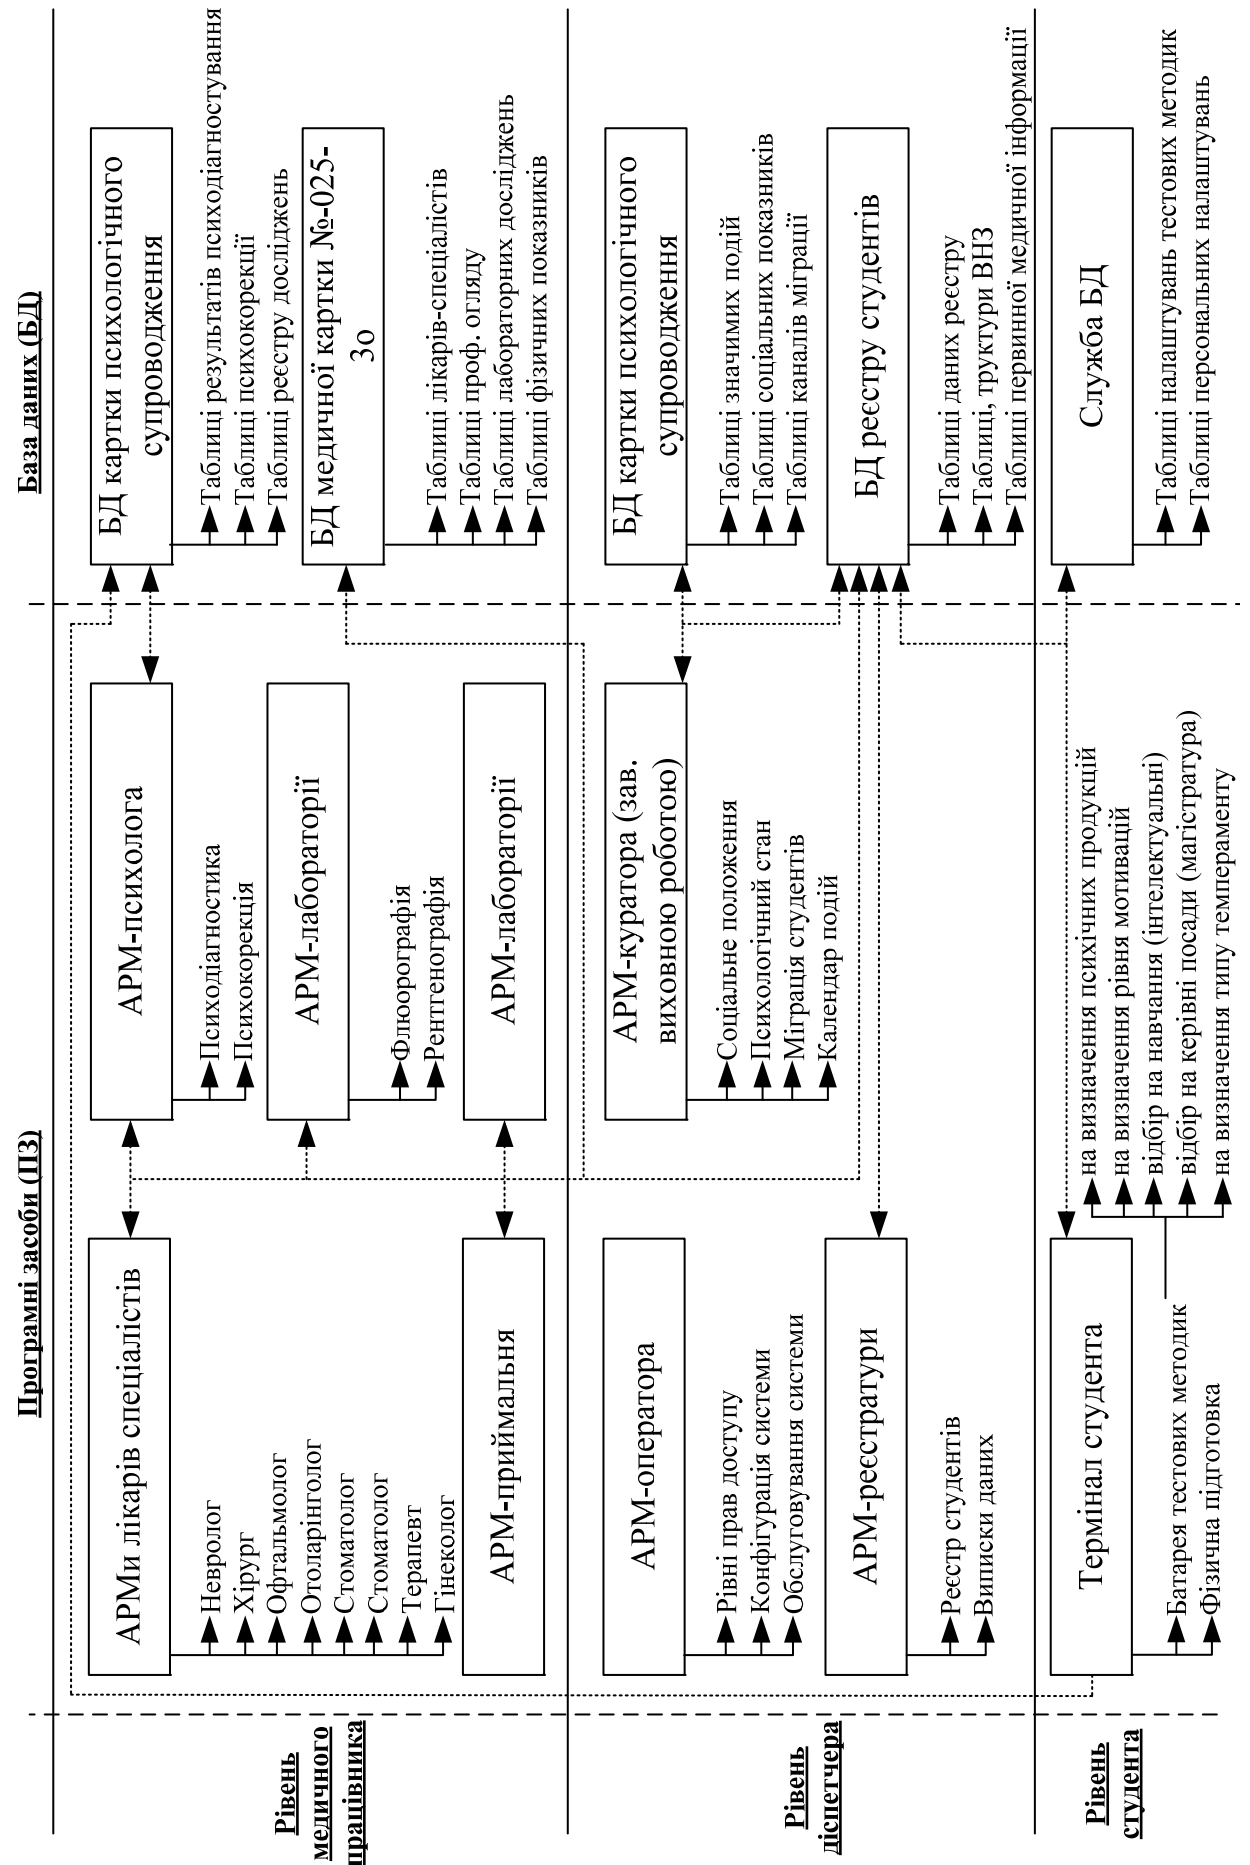 Програмні засоби (ПЗ)
База даних (БД)
Рівень
медичного
працівника
АРМи лікарів спеціалістів
Невролог
Хірург
Офтальмолог
Отоларінголог
Стоматолог
Стоматолог
Терапевт
Гінеколог
АРМ-приймальня
АРМ-психолога
Психодіагностика
Психокорекція
АРМ-лабораторії
Флюорографія
Рентгенографія
АРМ-лабораторії
БД картки психологічного
супроводження
Таблиці результатів психодіагностування
Таблиці психокорекції
Таблиці реєстру досліджень
БД медичної картки №-025-
3о
Таблиці лікарів-спеціалістів
Таблиці проф. огляду
Таблиці лабораторних досліджень
Таблиці фізичних показників
Рівень
діспетчера
АРМ-оператора
Рівні прав доступу
Конфігурація системи
Обслуговування системи
АРМ-реєстратури
Реєстр студентів
Виписки даних
АРМ-куратора (зав.
виховною роботою)
Соціальне положення
Психологічний стан
Міграція студентів
Календар подій
БД картки психологічного
супроводження
Таблиці значимих подій
Таблиці соціальних показників
Таблиці каналів міграції
БД реєстру студентів
Таблиці даних реєстру
Таблиці, труктури ВНЗ
Таблиці первинної медичної інформації
Рівень
студента
Термінал студента
Батарея тестових методик
Фізична підготовка
на визначення психічних продукцій
на визначення рівня мотивацій
відбір на навчання (інтелектуальні)
відбір на керівні посади (магістратура)
на визначення типу темпераменту
Служба БД
Таблиці налаштувань тестових методик
Таблиці персональних налаштувань